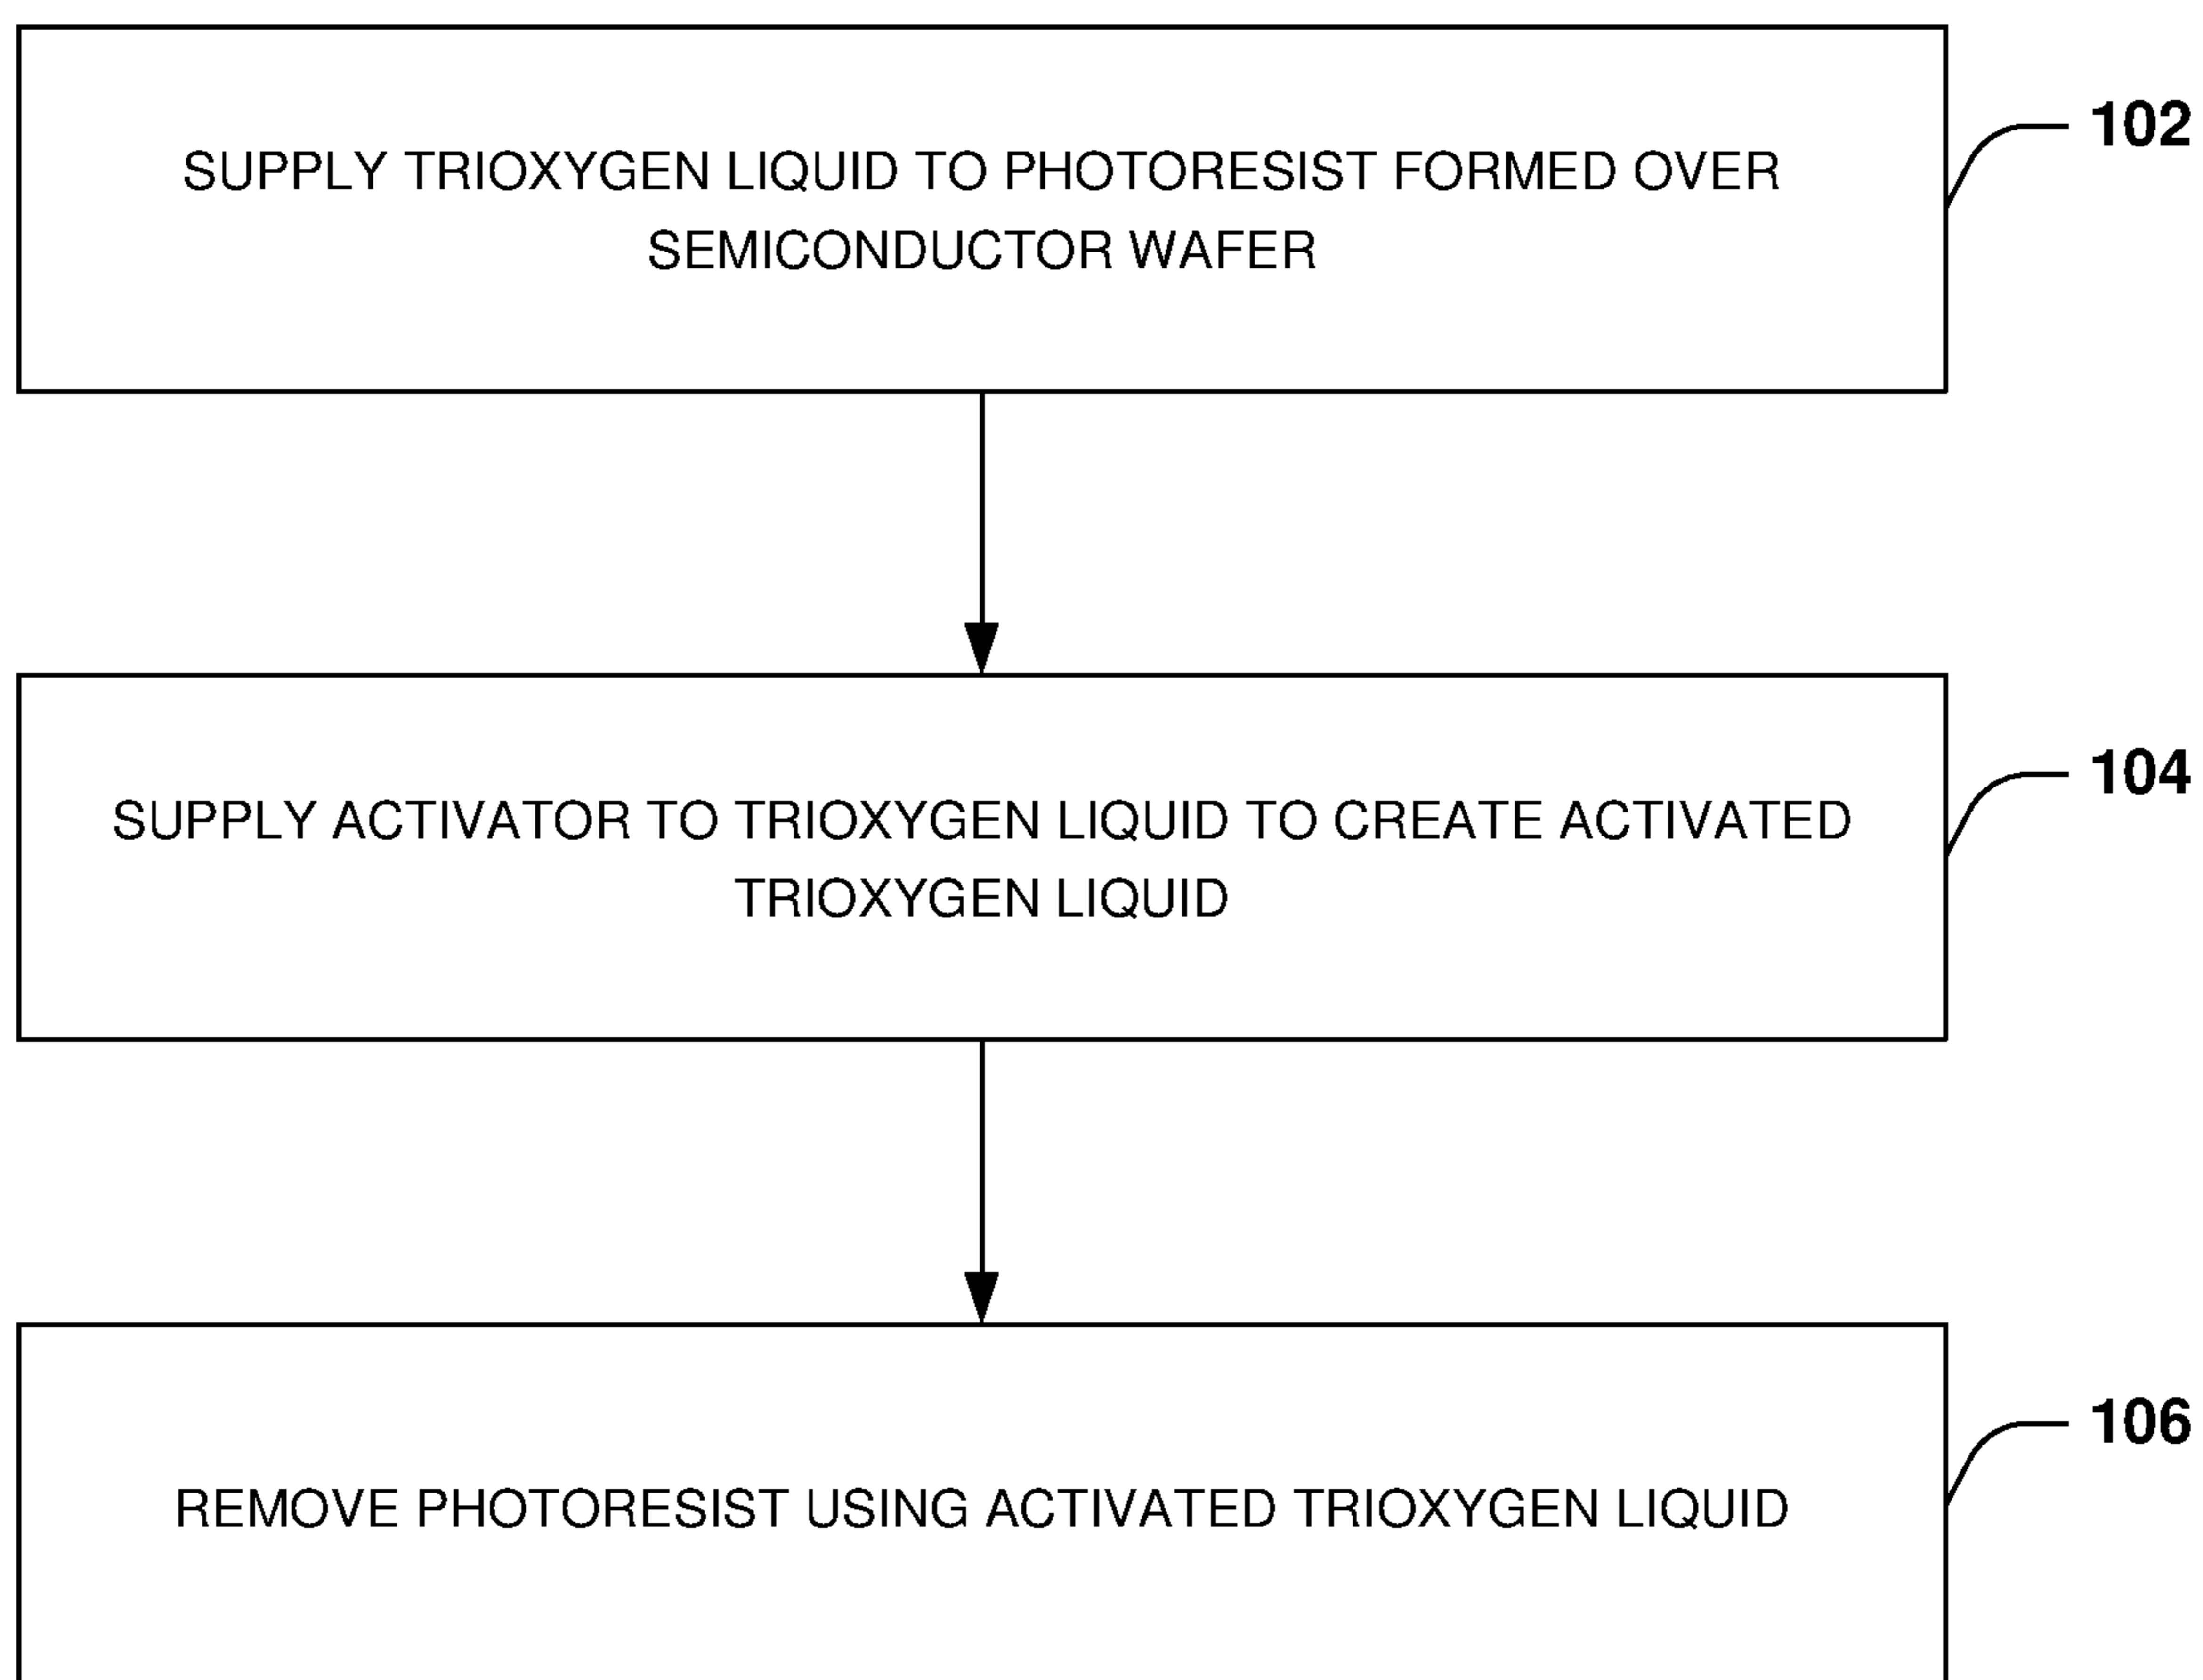 SUPPLY TRIOXYGEN LIQUID TO PHOTORESIST FORMED OVER
SEMICONDUCTOR WAFER
102
SUPPLY ACTIVATOR TO TRIOXYGEN LIQUID TO CREATE ACTIVATED
TRIOXYGEN LIQUID
104
REMOVE PHOTORESIST USING ACTIVATED TRIOXYGEN LIQUID
106